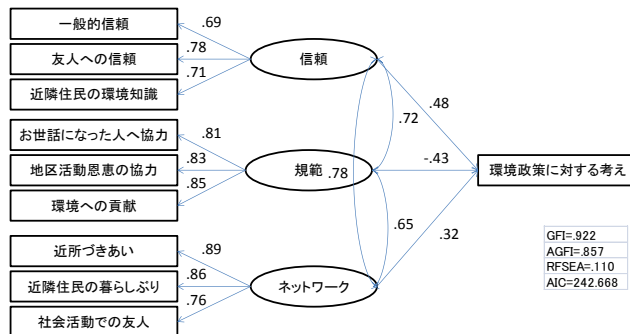 一般的信頼
.69
友人への信頼
.78
信頼
近隣住民の環境知識
.71
.48
.72
お世話になった人へ協力
.81
地区活動恩恵の協力
.83
規範
.78
-.43
環境政策に対する考え
環境への貢献
.85
.65
.32
近所づきあい
.89
近隣住民の暮らしぶり
.86
ネットワーク
社会活動での友人
.76
GFI=.922
AGFI=.857
RFSEA=.110
AIC=242.668